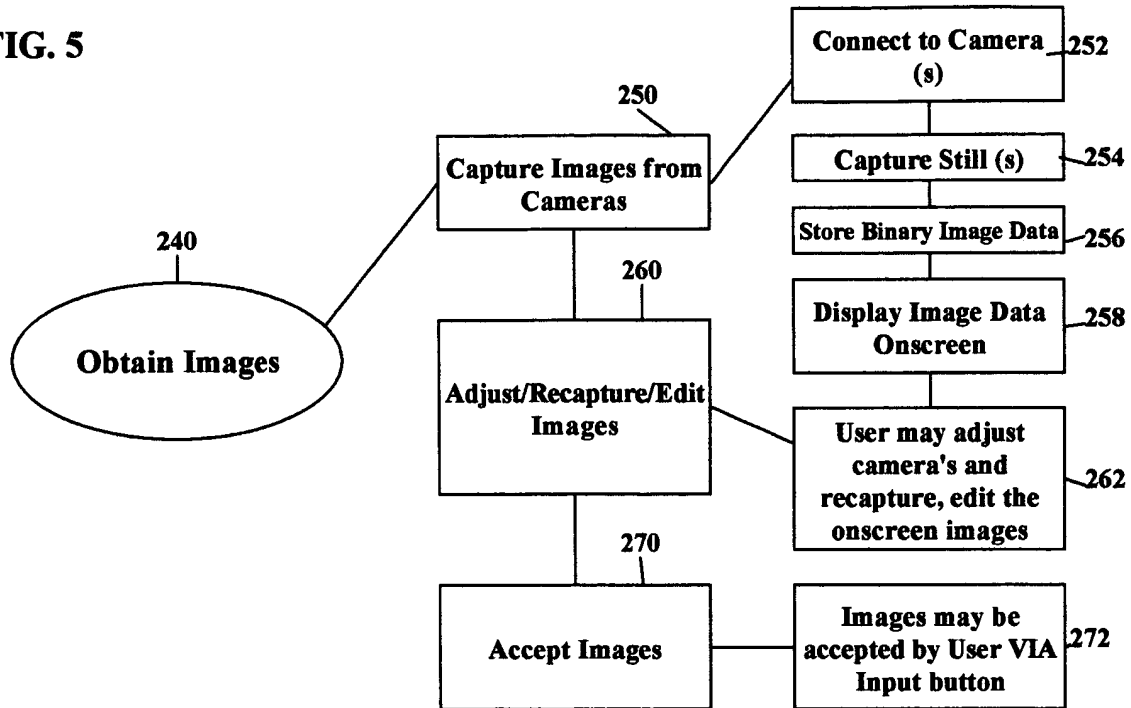 FIG. 5
240
Obtain Images
250
Capture Images from
Cameras
260
Adjust/Recapture/Edit
Images
270
Accept Images
Connect to Camera
(s)
252
Capture Still (s)
254
Store Binary Image Data
256
Display Image Data
Onscreen
258
User may adjust
camera's and
recapture, edit the
onscreen images
262
Images may be
accepted by User VIA
Input button
272